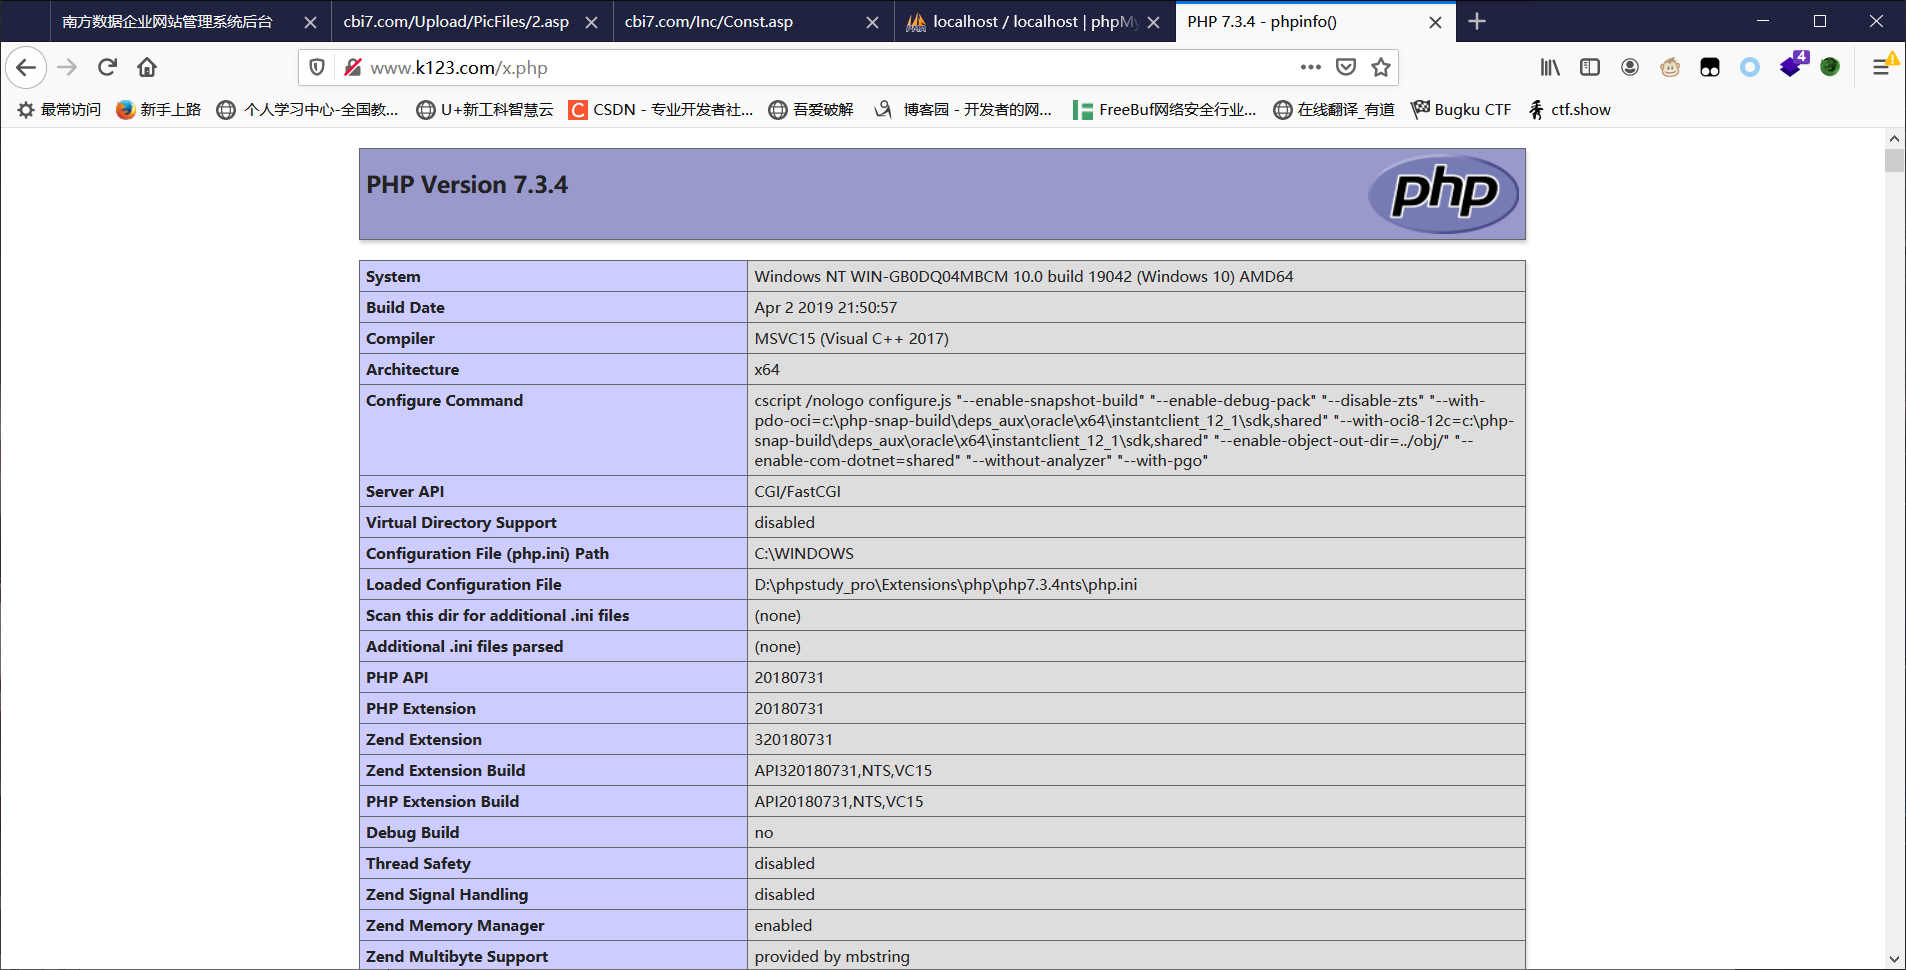 南方数据企业网站管理系统后台
cbi7.com/Upload/PicFiles/2.asp
cbi7.com/Inc/Const.asp
localhost / localhost | phpMy
PHP 7.3.4 - phpinfo()
www.k123.com/x.php
4
最常访问
新手上路
个人学习中心-全国教...
U+新工科智慧云
CSDN - 专业开发者社...
吾爱破解
博客园 - 开发者的网...
FreeBuf网络安全行业...
在线翻译_有道
Bugku CTF
ctf.show
PHP Version 7.3.4
php
System
Windows NT WIN-GB0DQ04MBCM 10.0 build 19042 (Windows 10) AMD64
Build Date
Apr 2 2019 21:50:57
Compiler
MSVC15 (Visual C++ 2017)
Architecture
x64
Configure Command
cscript /nologo configure.js "--enable-snapshot-build" "--enable-debug-pack" "--disable-zts" "--with-
pdo-oci=c:\php-snap-build\deps_aux\oracle\x64\instantclient_12_1\sdk,shared" "--with-oci8-12c=c:\php-
snap-build\deps_aux\oracle\x64\instantclient_12_1\sdk,shared" "--enable-object-out-dir=../obj/" "--
enable-com-dotnet=shared" "--without-analyzer" "--with-pgo"
Server API
CGI/FastCGI
Virtual Directory Support
disabled
Configuration File (php.ini) Path
C:\WINDOWS
Loaded Configuration File
D:\phpstudy_pro\Extensions\php\php7.3.4nts\php.ini
Scan this dir for additional .ini files
(none)
Additional .ini files parsed
(none)
PHP API
20180731
PHP Extension
20180731
Zend Extension
320180731
Zend Extension Build
API320180731,NTS,VC15
PHP Extension Build
API20180731,NTS,VC15
Debug Build
no
Thread Safety
disabled
Zend Signal Handling
disabled
Zend Memory Manager
enabled
Zend Multibyte Support
provided by mbstring